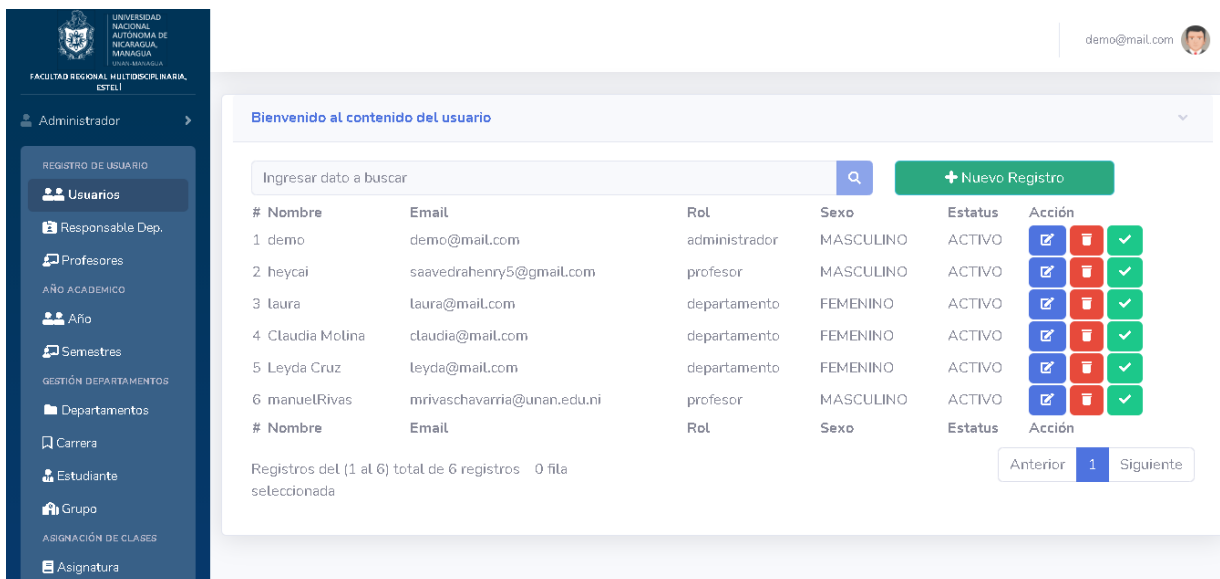 UNIVERSIDAD
NACIONAL
AUTÓNOMA DE
NICARAGUA,
MANAGUA
UNAN-MANAGUA
FACULTAD REGIONAL MULTIDISCIPLINARIA,
ESTELÍ
demo@mail.com
Administrador
REGISTRO DE USUARIO
Usuarios
Responsable Dep.
Profesores
AÑO ACADEMICO
Año
Semestres
GESTIÓN DEPARTAMENTOS
Departamentos
Carrera
Estudiante
Grupo
ASIGNACIÓN DE CLASES
Asignatura
Bienvenido al contenido del usuario
Ingresar dato a buscar
Nuevo Registro
# Nombre Email Rol Sexo Estatus Acción
1 demo demo@mail.com administrador MASCULINO ACTIVO
2 heycai saavedrahenry5@gmail.com profesor MASCULINO ACTIVO
3 laura laura@mail.com departamento FEMENINO ACTIVO
4 Claudia Molina claudia@mail.com departamento FEMENINO ACTIVO
5 Leyda Cruz leyda@mail.com departamento FEMENINO ACTIVO
6 manuelRivas mrivaschavarria@unan.edu.ni profesor MASCULINO ACTIVO
# Nombre Email Rol Sexo Estatus Acción
Registros del (1 al 6) total de 6 registros 0 fila
seleccionada
Anterior 1 Siguiente